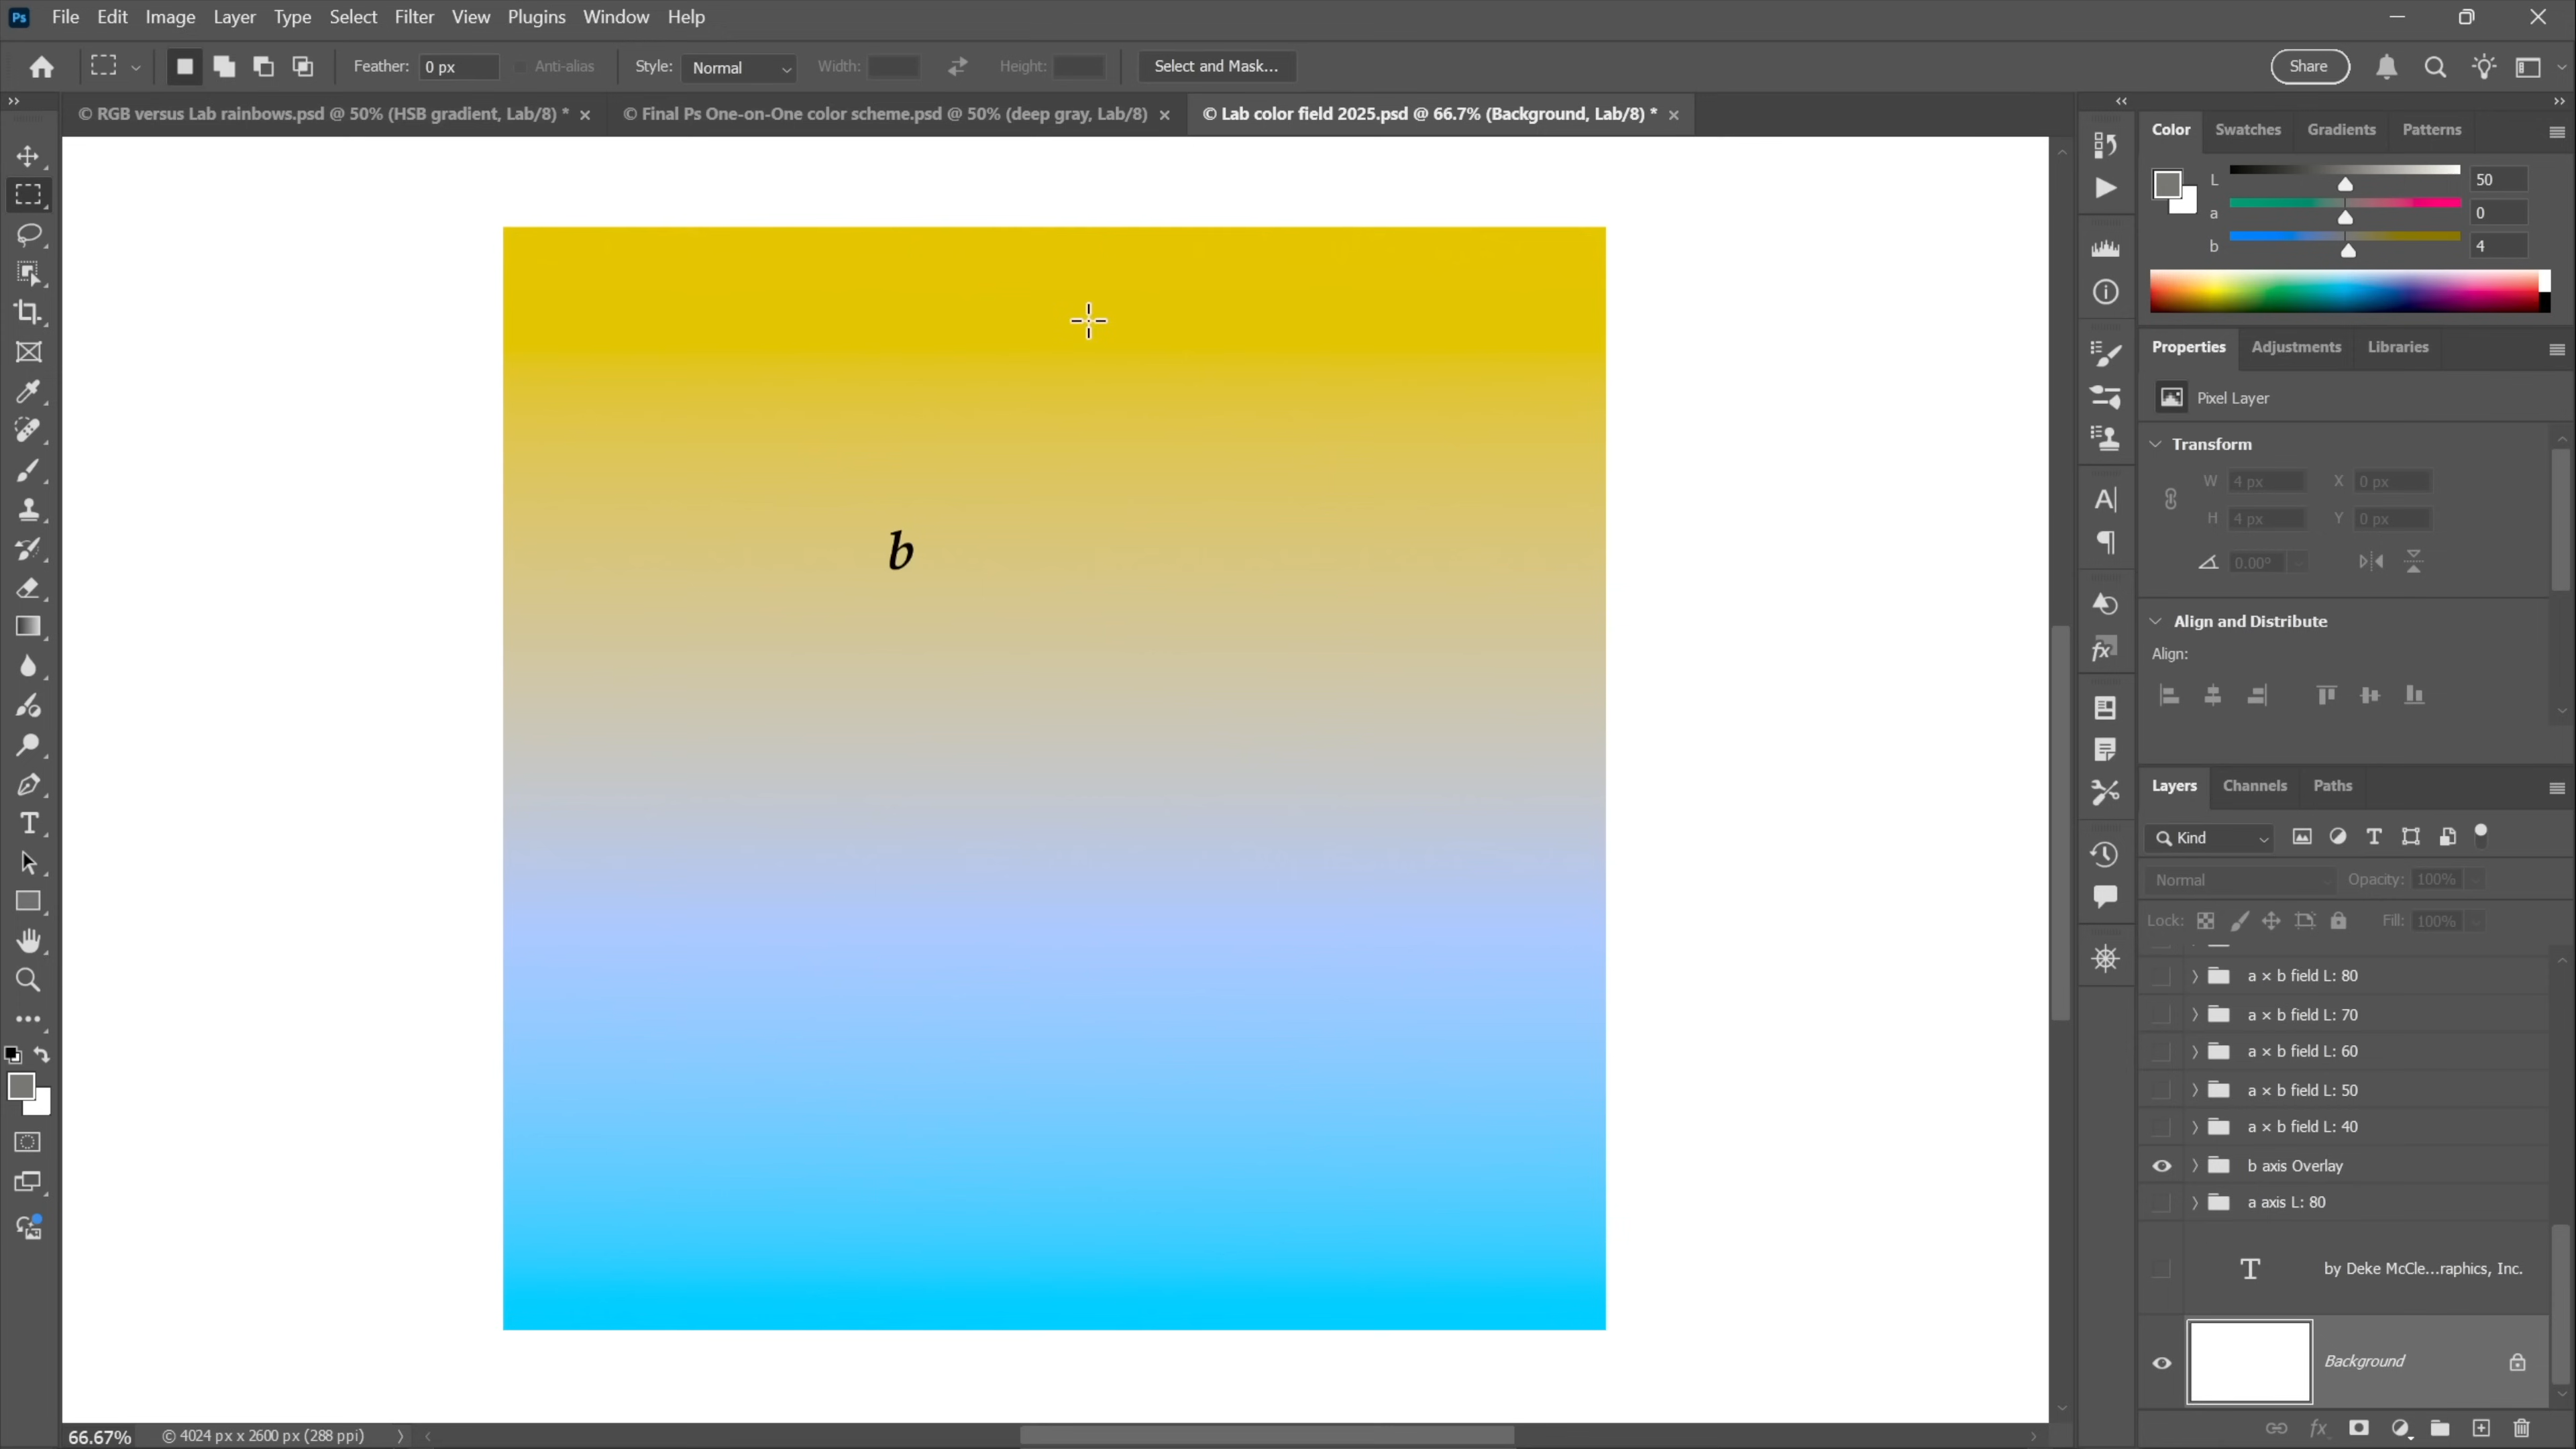 Ps File Edit Image Layer Type Select Filter View Plugins Window Help
Feather: 0 px Anti-alias Style: Normal Width: Height: Select and Mask... Share
© RGB versus Lab rainbows.psd @ 50% (HSB gradient, Lab/8) * × © Final Ps One-on-One color scheme.psd @ 50% (deep gray, Lab/8) × © Lab color field 2025.psd @ 66.7% (Background, Lab/8) * ×
Color Swatches Gradients Patterns
L 50
a 0
b 4
Properties Adjustments Libraries
Pixel Layer
Transform
W 4 px X 0 px
H 4 px Y 0 px
0.00°
b
Align and Distribute
Align:
Layers Channels Paths
Kind
Normal Opacity: 100%
Lock: Fill: 100%
a × b field L: 80
a × b field L: 70
a × b field L: 60
a × b field L: 50
a × b field L: 40
b axis Overlay
a axis L: 80
by Deke McCle...raphics, Inc.
Background
66.67% © 4024 px x 2600 px (288 ppi)